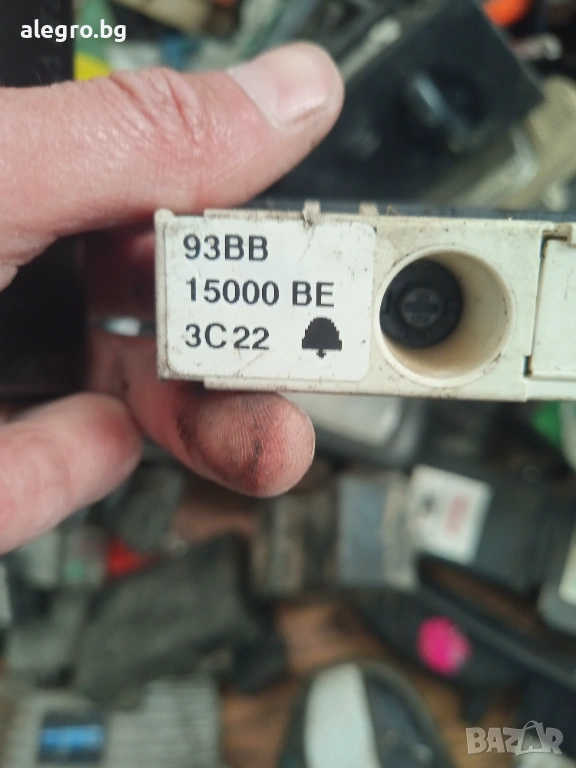 alegro.bg
93BB
15000 BE
3C22
BAZAR